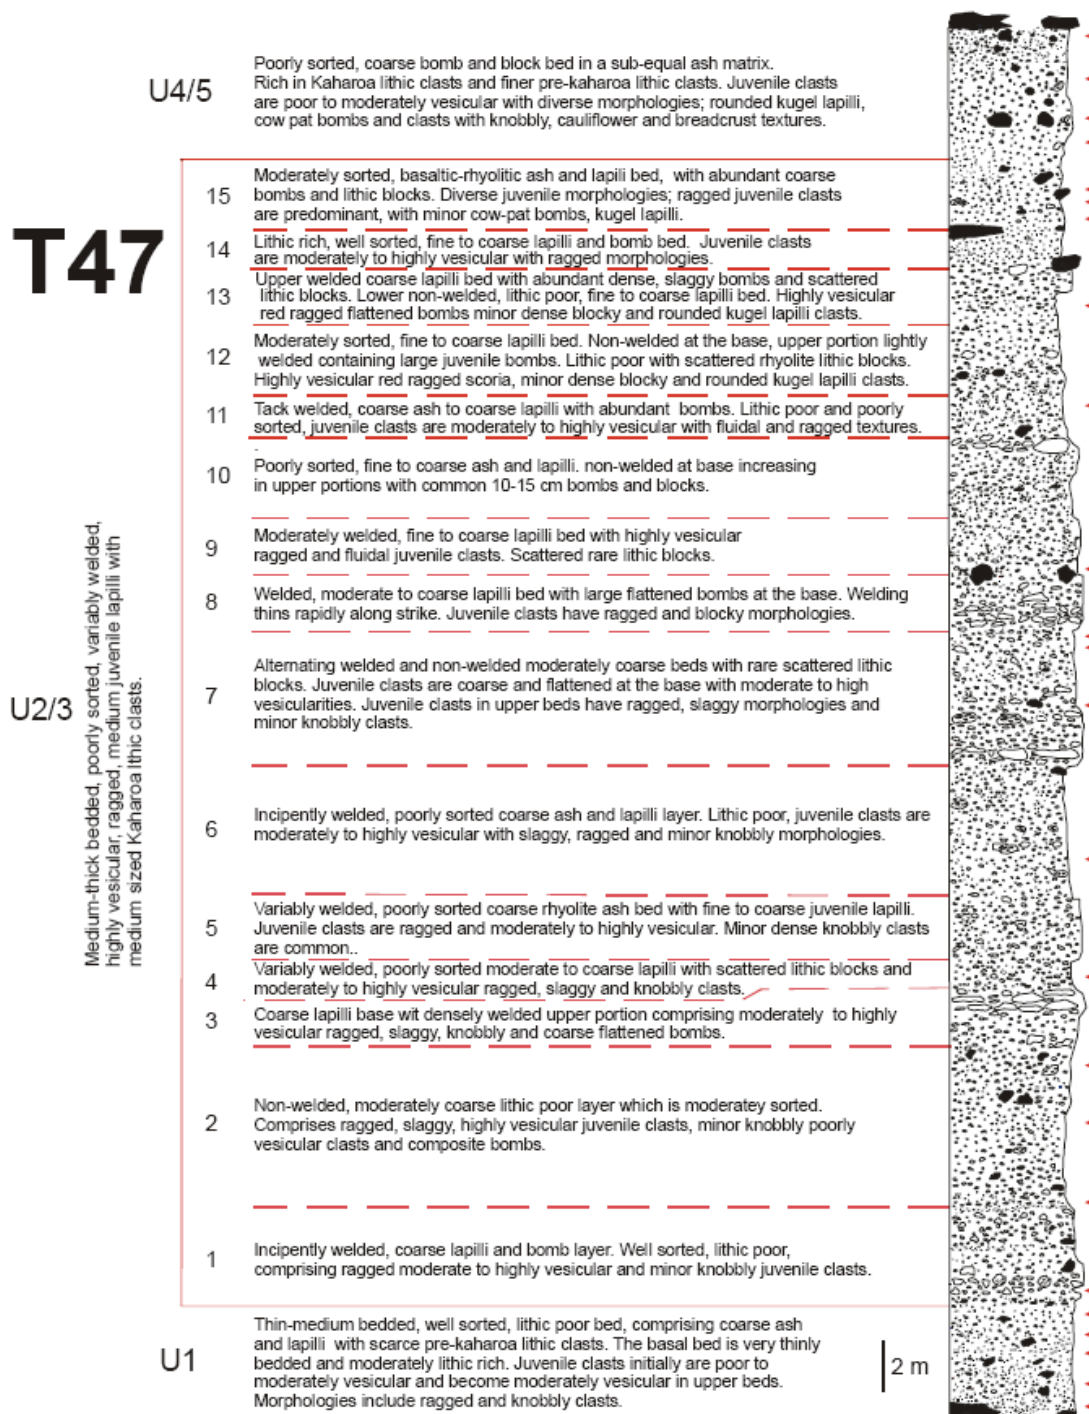 U4/5
Poorly sorted, coarse bomb and block bed in a sub-equal ash matrix.
Rich in Kaharoa lithic clasts and finer pre-kaharoa lithic clasts. Juvenile clasts
are poor to moderately vesicular with diverse morphologies; rounded kugel lapilli,
cow pat bombs and clasts with knobbly, cauliflower and breadcrust textures.
T47
15
Moderately sorted, basaltic-rhyolitic ash and lapili bed, with abundant coarse
bombs and lithic blocks. Diverse juvenile morphologies; ragged juvenile clasts
are predominant, with minor cow-pat bombs, kugel lapilli.
14
Lithic rich, well sorted, fine to coarse lapilli and bomb bed. Juvenile clasts
are moderately to highly vesicular with ragged morphologies.
13
Upper welded coarse lapilli bed with abundant dense, slaggy bombs and scattered
lithic blocks. Lower non-welded, lithic poor, fine to coarse lapilli bed. Highly vesicular
red ragged flattened bombs minor dense blocky and rounded kugel lapilli clasts.
12
Moderately sorted, fine to coarse lapilli bed. Non-welded at the base, upper portion lightly
welded containing large juvenile bombs. Lithic poor with scattered rhyolite lithic blocks.
Highly vesicular red ragged scoria, minor dense blocky and rounded kugel lapilli clasts.
11
Tack welded, coarse ash to coarse lapilli with abundant bombs. Lithic poor and poorly
sorted, juvenile clasts are moderately to highly vesicular with fluidal and ragged textures.
.
10
Poorly sorted, fine to coarse ash and lapilli. non-welded at base increasing
in upper portions with common 10-15 cm bombs and blocks.
9
Moderately welded, fine to coarse lapilli bed with highly vesicular
ragged and fluidal juvenile clasts. Scattered rare lithic blocks.
8
Welded, moderate to coarse lapilli bed with large flattened bombs at the base. Welding
thins rapidly along strike. Juvenile clasts have ragged and blocky morphologies.
U2/3
Medium-thick bedded, poorly sorted, variably welded,
highly vesicular, ragged, medium juvenile lapilli with
medium sized Kaharoa lthic clasts.
7
Alternating welded and non-welded moderately coarse beds with rare scattered lithic
blocks. Juvenile clasts are coarse and flattened at the base with moderate to high
vesicularities. Juvenile clasts in upper beds have ragged, slaggy morphologies and
minor knobbly clasts.
6
Incipently welded, poorly sorted coarse ash and lapilli layer. Lithic poor, juvenile clasts are
moderately to highly vesicular with slaggy, ragged and minor knobbly morphologies.
5
Variably welded, poorly sorted coarse rhyolite ash bed with fine to coarse juvenile lapilli.
Juvenile clasts are ragged and moderately to highly vesicular. Minor dense knobbly clasts
are common..
4
Variably welded, poorly sorted moderate to coarse lapilli with scattered lithic blocks and
moderately to highly vesicular ragged, slaggy and knobbly clasts.
3
Coarse lapilli base wit densely welded upper portion comprising moderately to highly
vesicular ragged, slaggy, knobbly and coarse flattened bombs.
2
Non-welded, moderately coarse lithic poor layer which is moderatey sorted.
Comprises ragged, slaggy, highly vesicular juvenile clasts, minor knobbly poorly
vesicular clasts and composite bombs.
1
Incipently welded, coarse lapilli and bomb layer. Well sorted, lithic poor,
comprising ragged moderate to highly vesicular and minor knobbly juvenile clasts.
U1
Thin-medium bedded, well sorted, lithic poor bed, comprising coarse ash
and lapilli with scarce pre-kaharoa lithic clasts. The basal bed is very thinly
bedded and moderately lithic rich. Juvenile clasts initially are poor to
moderately vesicular and become moderately vesicular in upper beds.
Morphologies include ragged and knobbly clasts.
2 m